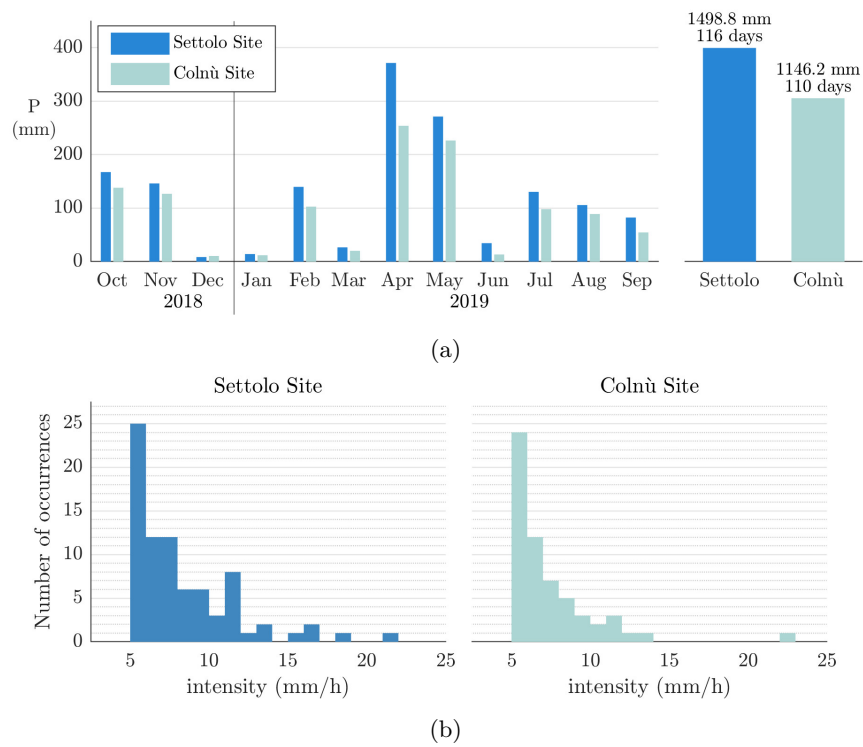 P
(mm)
400
300
200
100
0
Settolo Site
Colnù Site
Oct Nov Dec Jan Feb Mar Apr May Jun Jul Aug Sep
2018 2019
1498.8 mm
116 days
1146.2 mm
110 days
Settolo Colnù
(a)
Settolo Site Colnù Site
Number of occurrences
25
20
15
10
5
0
5 10 15 20 25
5 10 15 20 25
intensity (mm/h) intensity (mm/h)
(b)